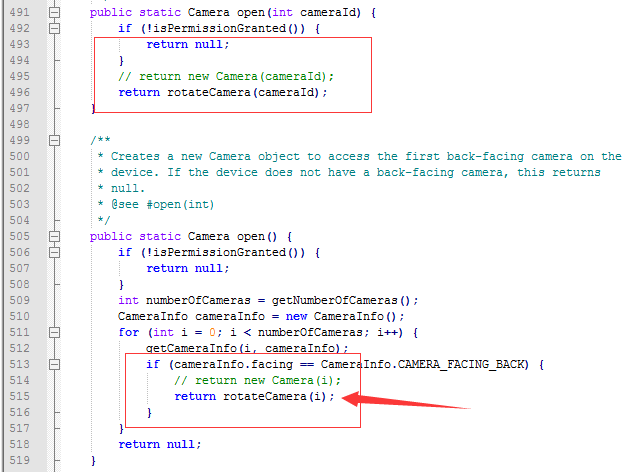 491 public static Camera open(int cameraId) {
492 if (!isPermissionGranted()) {
493 return null;
494 }
495 // return new Camera(cameraId);
496 return rotateCamera(cameraId);
497 }
498
499 /**
500 * Creates a new Camera object to access the first back-facing camera on the
501 * device. If the device does not have a back-facing camera, this returns
502 * null.
503 * @see #open(int)
504 */
505 public static Camera open() {
506 if (!isPermissionGranted()) {
507 return null;
508 }
509 int numberOfCameras = getNumberOfCameras();
510 CameraInfo cameraInfo = new CameraInfo();
511 for (int i = 0; i < numberOfCameras; i++) {
512 getCameraInfo(i, cameraInfo);
513 if (cameraInfo.facing == CameraInfo.CAMERA_FACING_BACK) {
514 // return new Camera(i);
515 return rotateCamera(i);
516 }
517 }
518 return null;
519 }